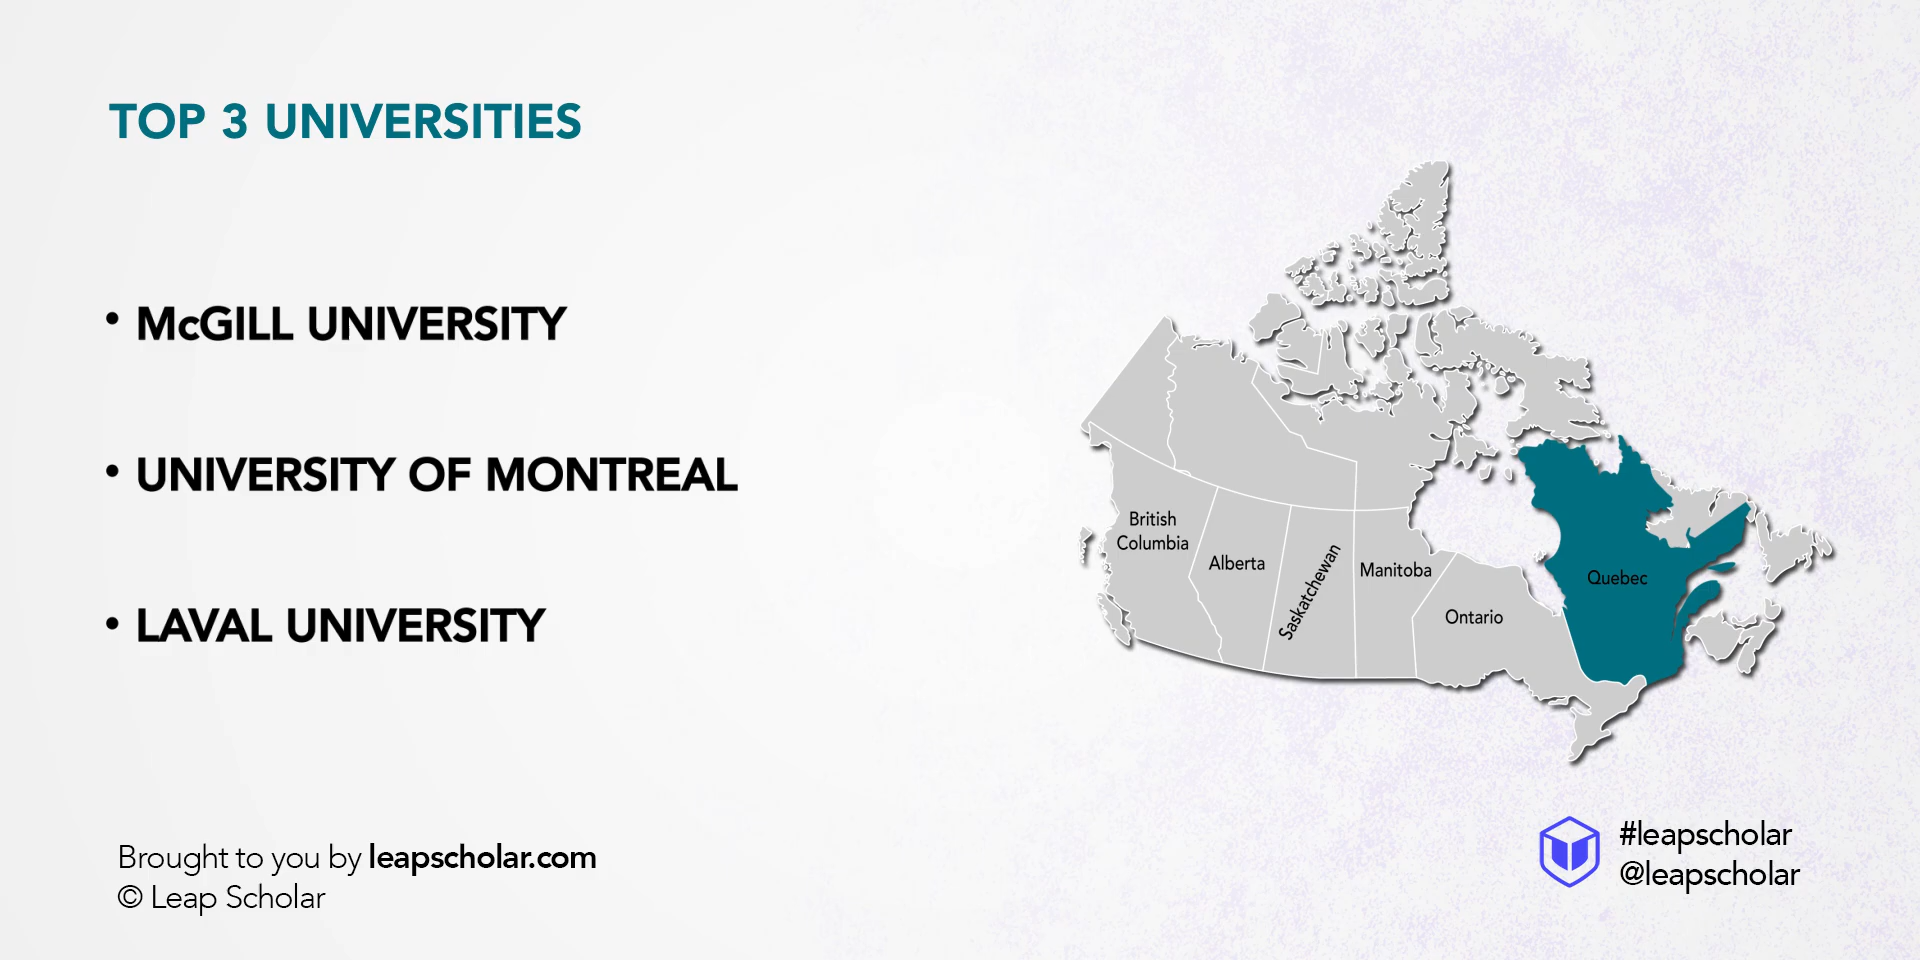 TOP 3 UNIVERSITIES
• McGILL UNIVERSITY
• UNIVERSITY OF MONTREAL
• LAVAL UNIVERSITY
British
Columbia
Alberta
Saskatchewan
Manitoba
Ontario
Quebec
Brought to you by leapscholar.com
© Leap Scholar
#leapscholar
@leapscholar